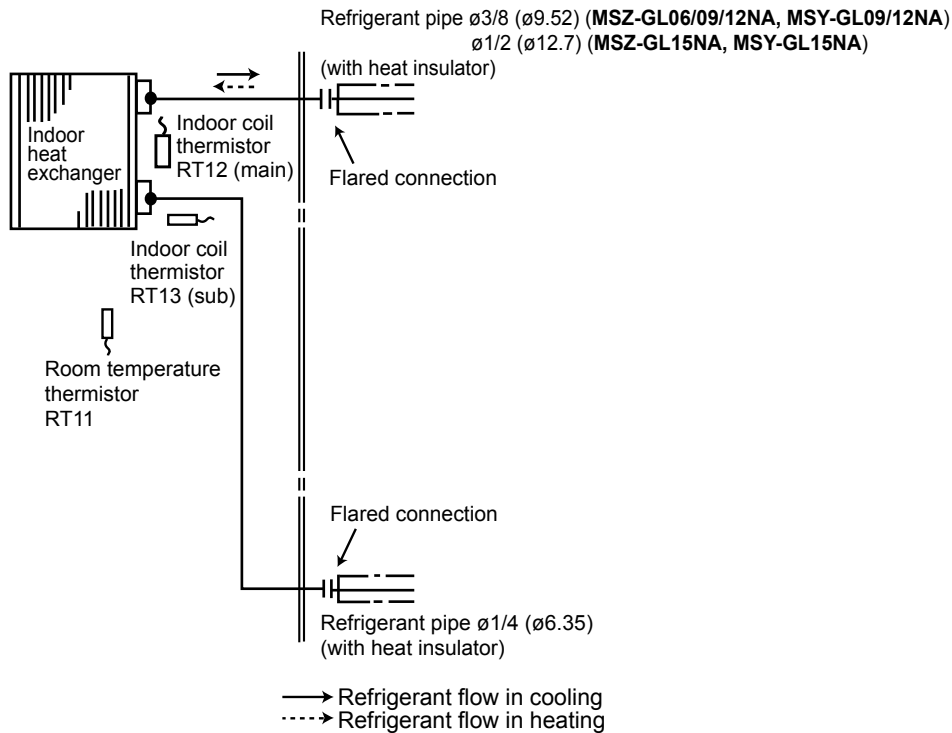 Refrigerant pipe ø3/8 (ø9.52) (MSZ-GL06/09/12NA, MSY-GL09/12NA)
ø1/2 (ø12.7) (MSZ-GL15NA, MSY-GL15NA)
(with heat insulator)
Indoor
heat
exchanger
Indoor coil
thermistor
RT12 (main)
Flared connection
Indoor coil
thermistor
RT13 (sub)
Room temperature
thermistor
RT11
Flared connection
Refrigerant pipe ø1/4 (ø6.35)
(with heat insulator)
Refrigerant flow in cooling
Refrigerant flow in heating